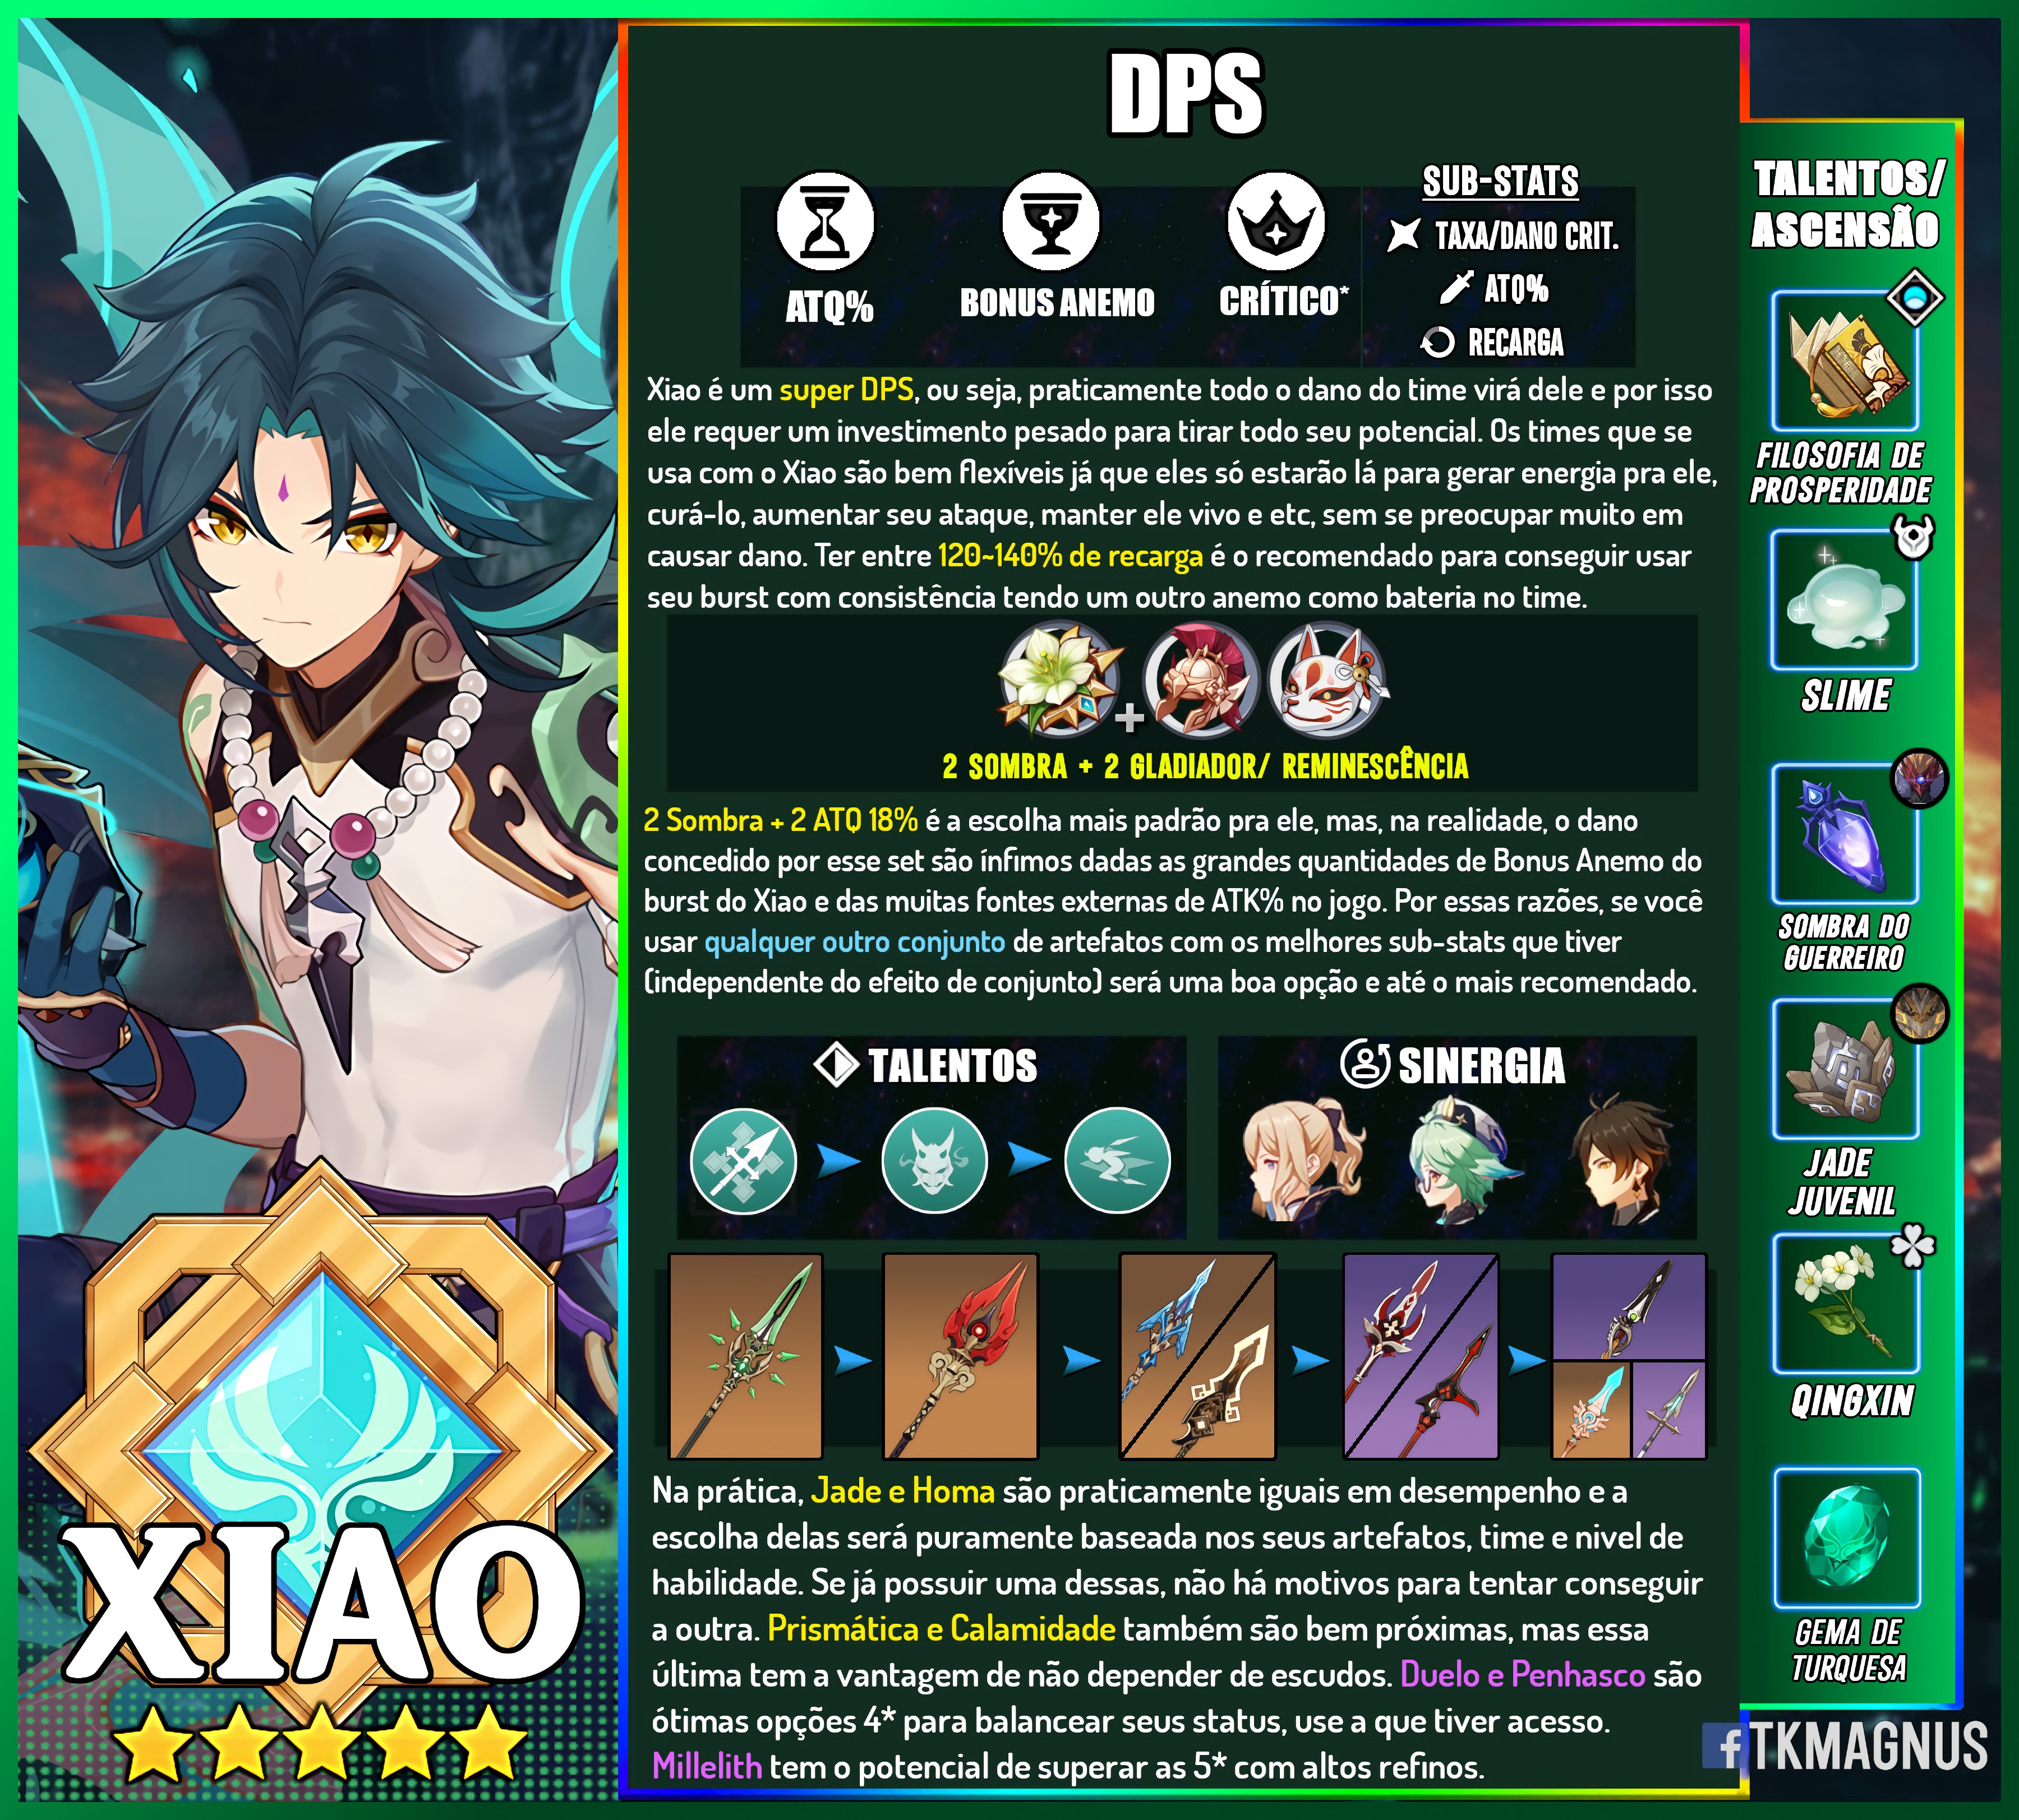 DPS
ATQ%
BONUS ANEMO
CRÍTICO*
SUB-STATS
TAXA/DANO CRIT.
ATQ%
RECARGA
Xiao é um super DPS, ou seja, praticamente todo o dano do time virá dele e por isso
ele requer um investimento pesado para tirar todo seu potencial. Os times que se
usa com o Xiao são bem flexíveis já que eles só estarão lá para gerar energia pra ele,
curá-lo, aumentar seu ataque, manter ele vivo e etc, sem se preocupar muito em
causar dano. Ter entre 120~140% de recarga é o recomendado para conseguir usar
seu burst com consistência tendo um outro anemo como bateria no time.
+
2 SOMBRA + 2 GLADIADOR/ REMINESCÊNCIA
2 Sombra + 2 ATQ 18% é a escolha mais padrão pra ele, mas, na realidade, o dano
concedido por esse set são ínfimos dadas as grandes quantidades de Bonus Anemo do
burst do Xiao e das muitas fontes externas de ATK% no jogo. Por essas razões, se você
usar qualquer outro conjunto de artefatos com os melhores sub-stats que tiver
(independente do efeito de conjunto) será uma boa opção e até o mais recomendado.
TALENTOS
SINERGIA
Na prática, Jade e Homa são praticamente iguais em desempenho e a
escolha delas será puramente baseada nos seus artefatos, time e nivel de
habilidade. Se já possuir uma dessas, não há motivos para tentar conseguir
a outra. Prismática e Calamidade também são bem próximas, mas essa
última tem a vantagem de não depender de escudos. Duelo e Penhasco são
ótimas opções 4* para balancear seus status, use a que tiver acesso.
Millelith tem o potencial de superar as 5* com altos refinos.
TALENTOS/
ASCENSÃO
FILOSOFIA DE
PROSPERIDADE
SLIME
SOMBRA DO
GUERREIRO
JADE
JUVENIL
QINGXIN
GEMA DE
TURQUESA
XIAO
f TKMAGNUS